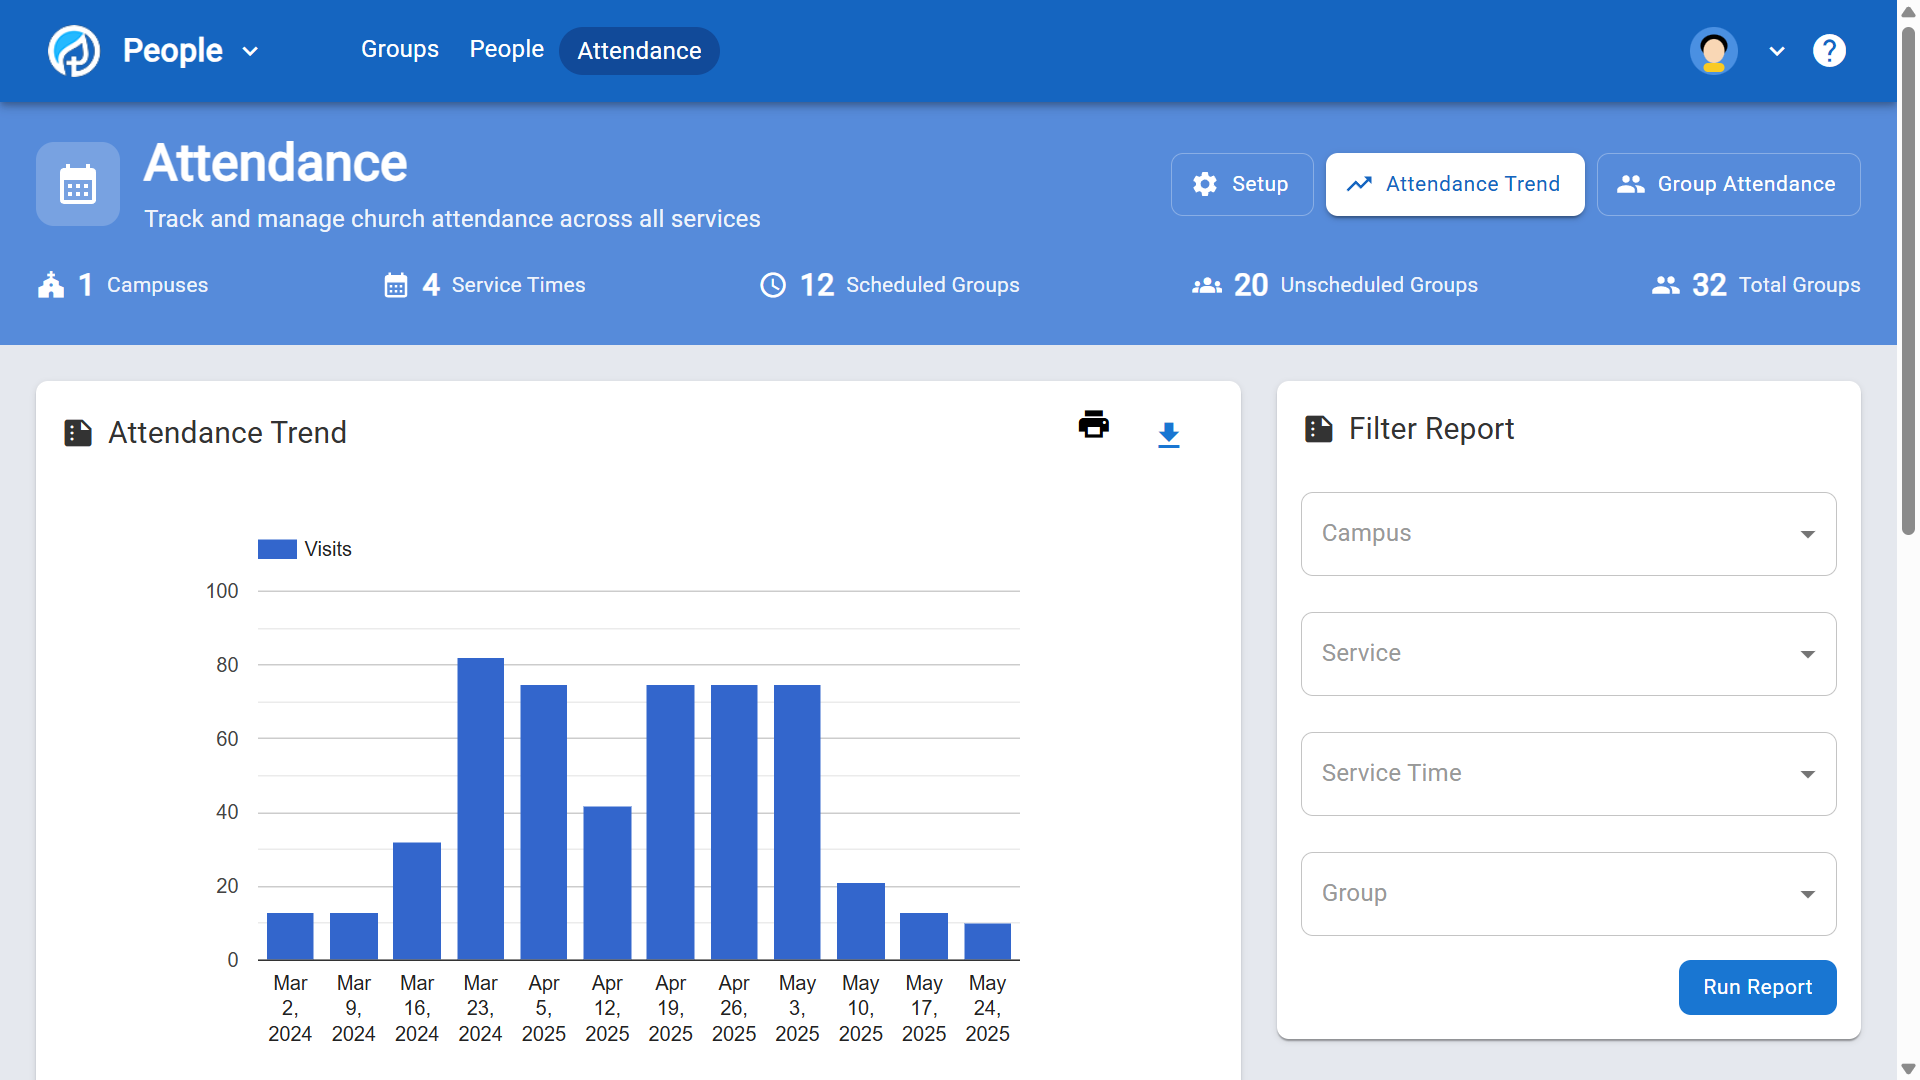 People
Groups
People
Attendance
?
Attendance
Track and manage church attendance across all services
Setup
Attendance Trend
Group Attendance
1 Campuses
4 Service Times
12 Scheduled Groups
20 Unscheduled Groups
32 Total Groups
Attendance Trend
Visits
100
80
60
40
20
0
Mar 2, 2024
Mar 9, 2024
Mar 16, 2024
Mar 23, 2024
Apr 5, 2025
Apr 12, 2025
Apr 19, 2025
Apr 26, 2025
May 3, 2025
May 10, 2025
May 17, 2025
May 24, 2025
Filter Report
Campus
Service
Service Time
Group
Run Report